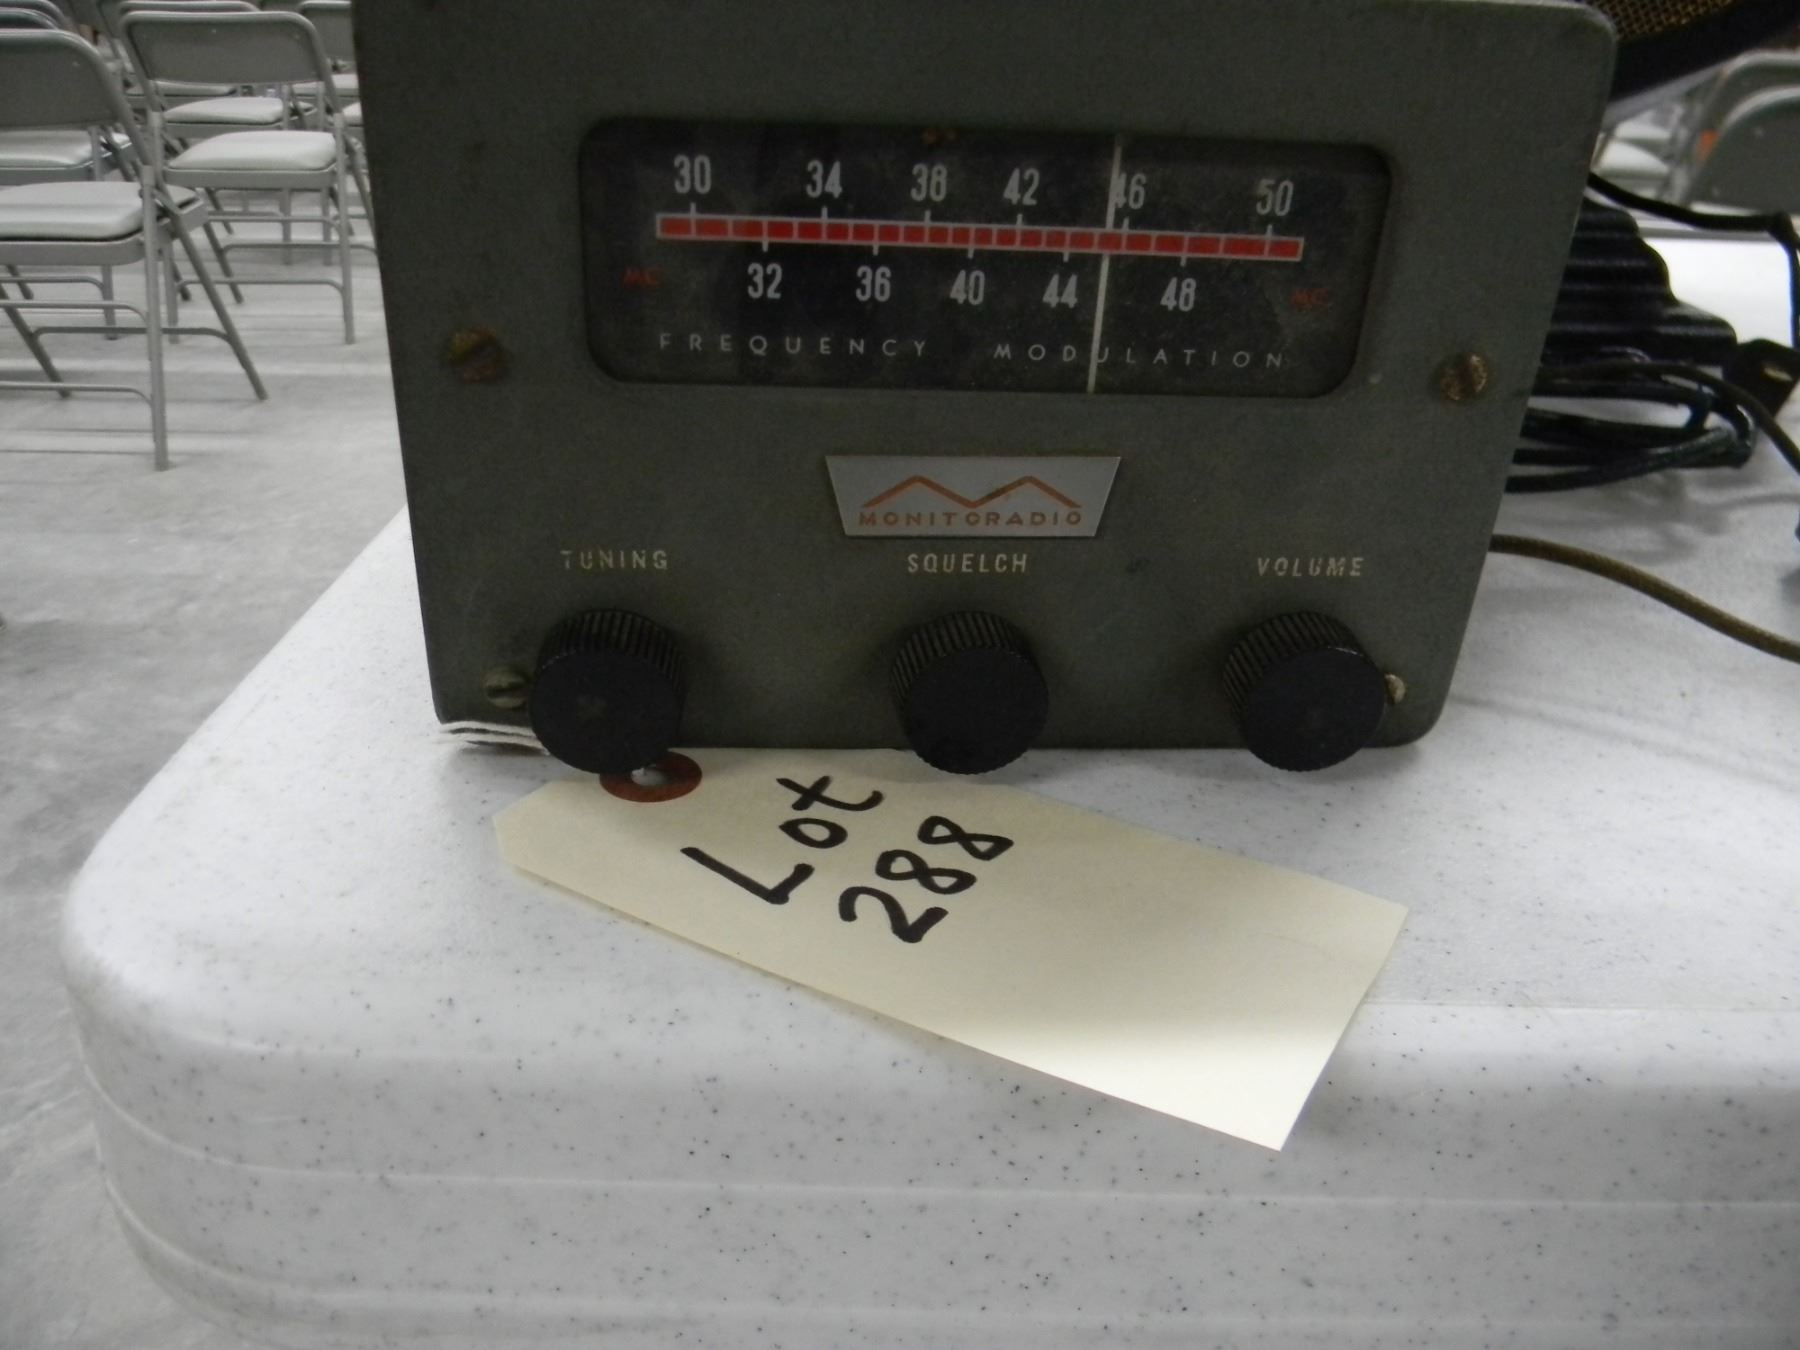 30 34 38 42 46 50
MC 32 36 40 44 48 MC
FREQUENCY MODULATION
MONITORADIO
TUNING SQUELCH VOLUME
Lot
288